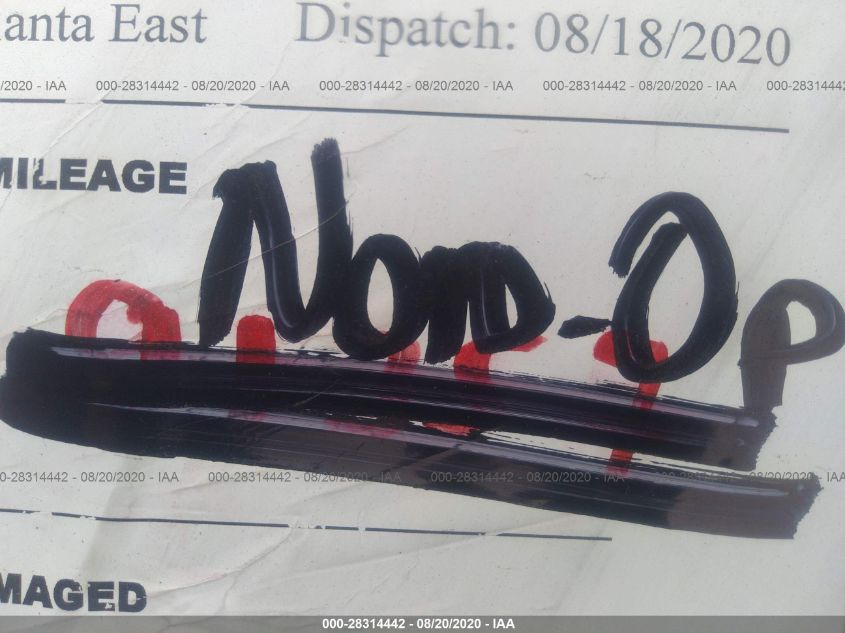 lanta East Dispatch: 08/18/2020
/2020 - IAA 000-28314442 - 08/20/2020 - IAA 000-28314442 - 08/20/2020 - IAA 000-28314442 - 08/20/2020 - IAA 000-2831444
MILEAGE
Non-Op
0-28314442 - 08/20/2020 - IAA 000-28314442 - 08/20/2020 - IAA 000-28314442 - 08/20/2020 - IAA 000-28314442 - 08/20/2020 - IAA
MAGED
000-28314442 - 08/20/2020 - IAA